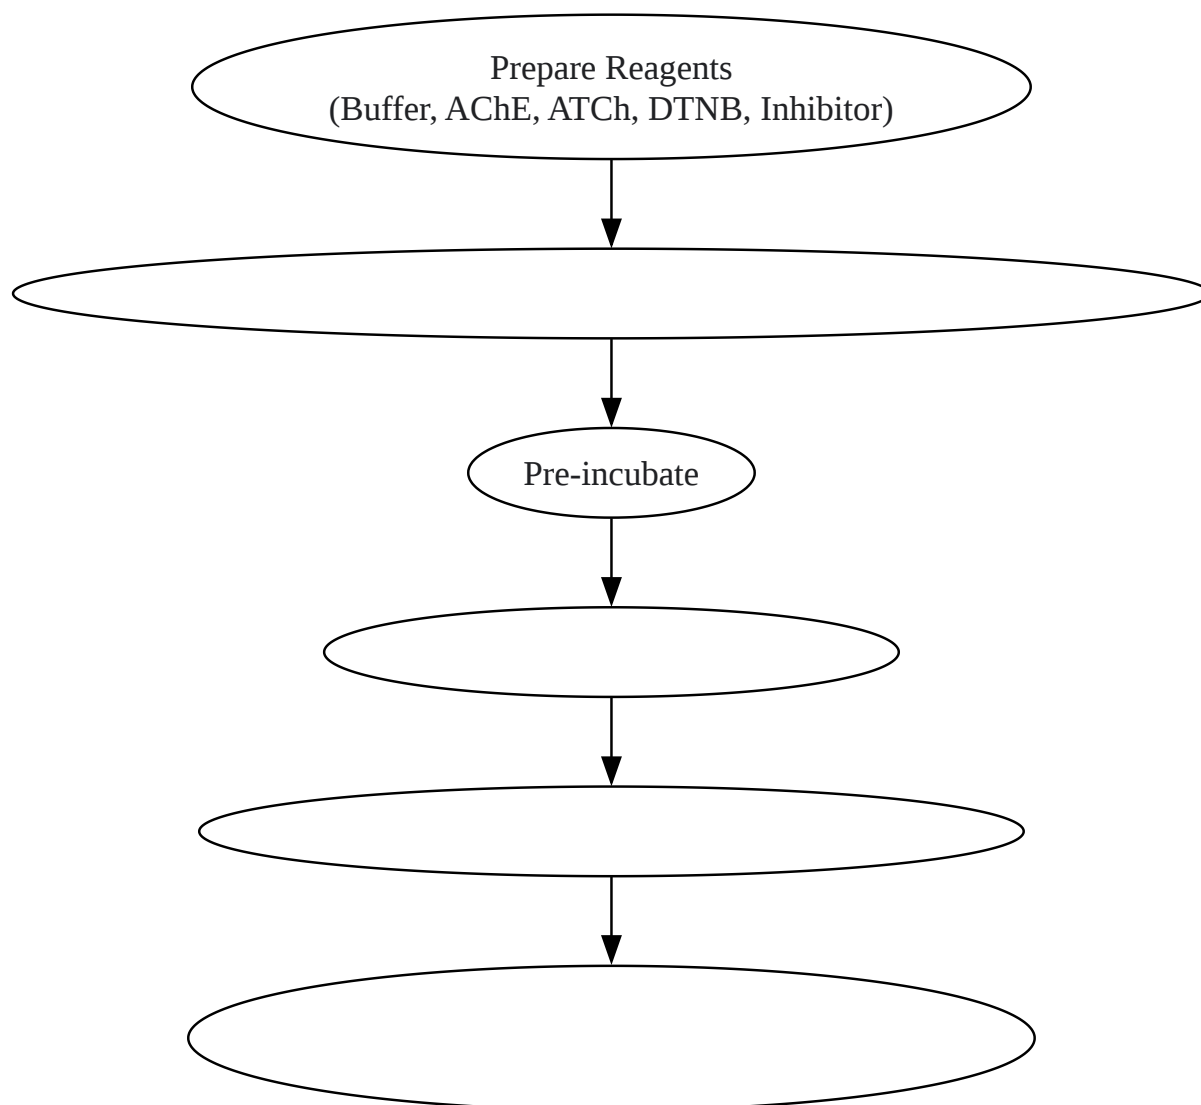 Prepare Reagents
(Buffer, AChE, ATCh, DTNB, Inhibitor)
Pre-incubate